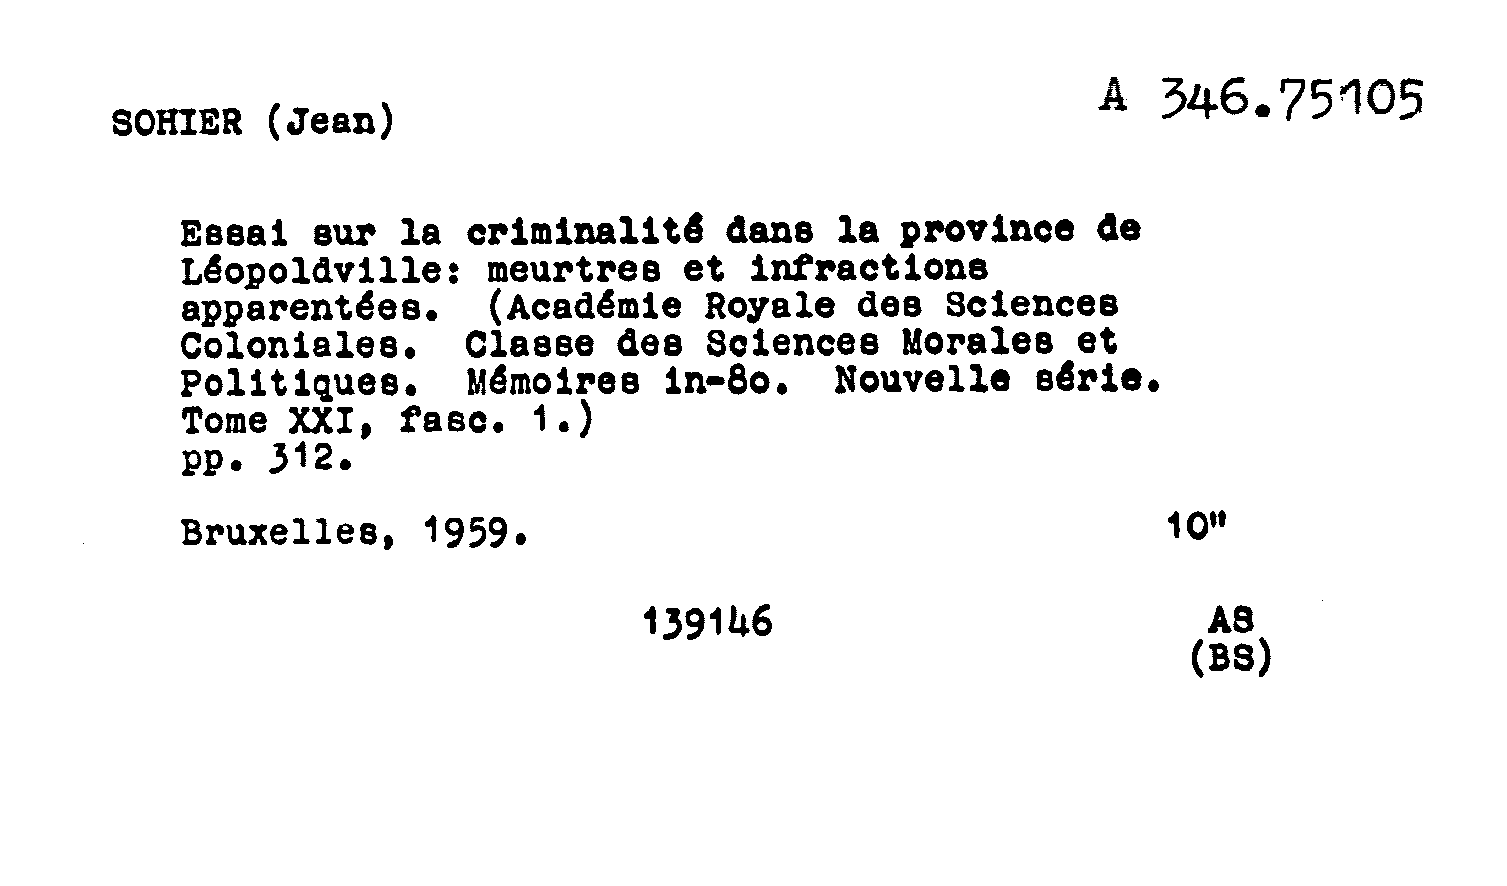 A 346.75105
SOHIER (Jean)
Essai sur la criminalité dans la province de
Léopoldville: meurtres et infractions
apparentées. (Académie Royale des Sciences
Coloniales. Classe des Sciences Morales et
Politiques. Mémoires in-8o. Nouvelle série.
Tome XXI, fasc. 1.)
pp. 312.
Bruxelles, 1959. 10"
139146 AS
(BS)